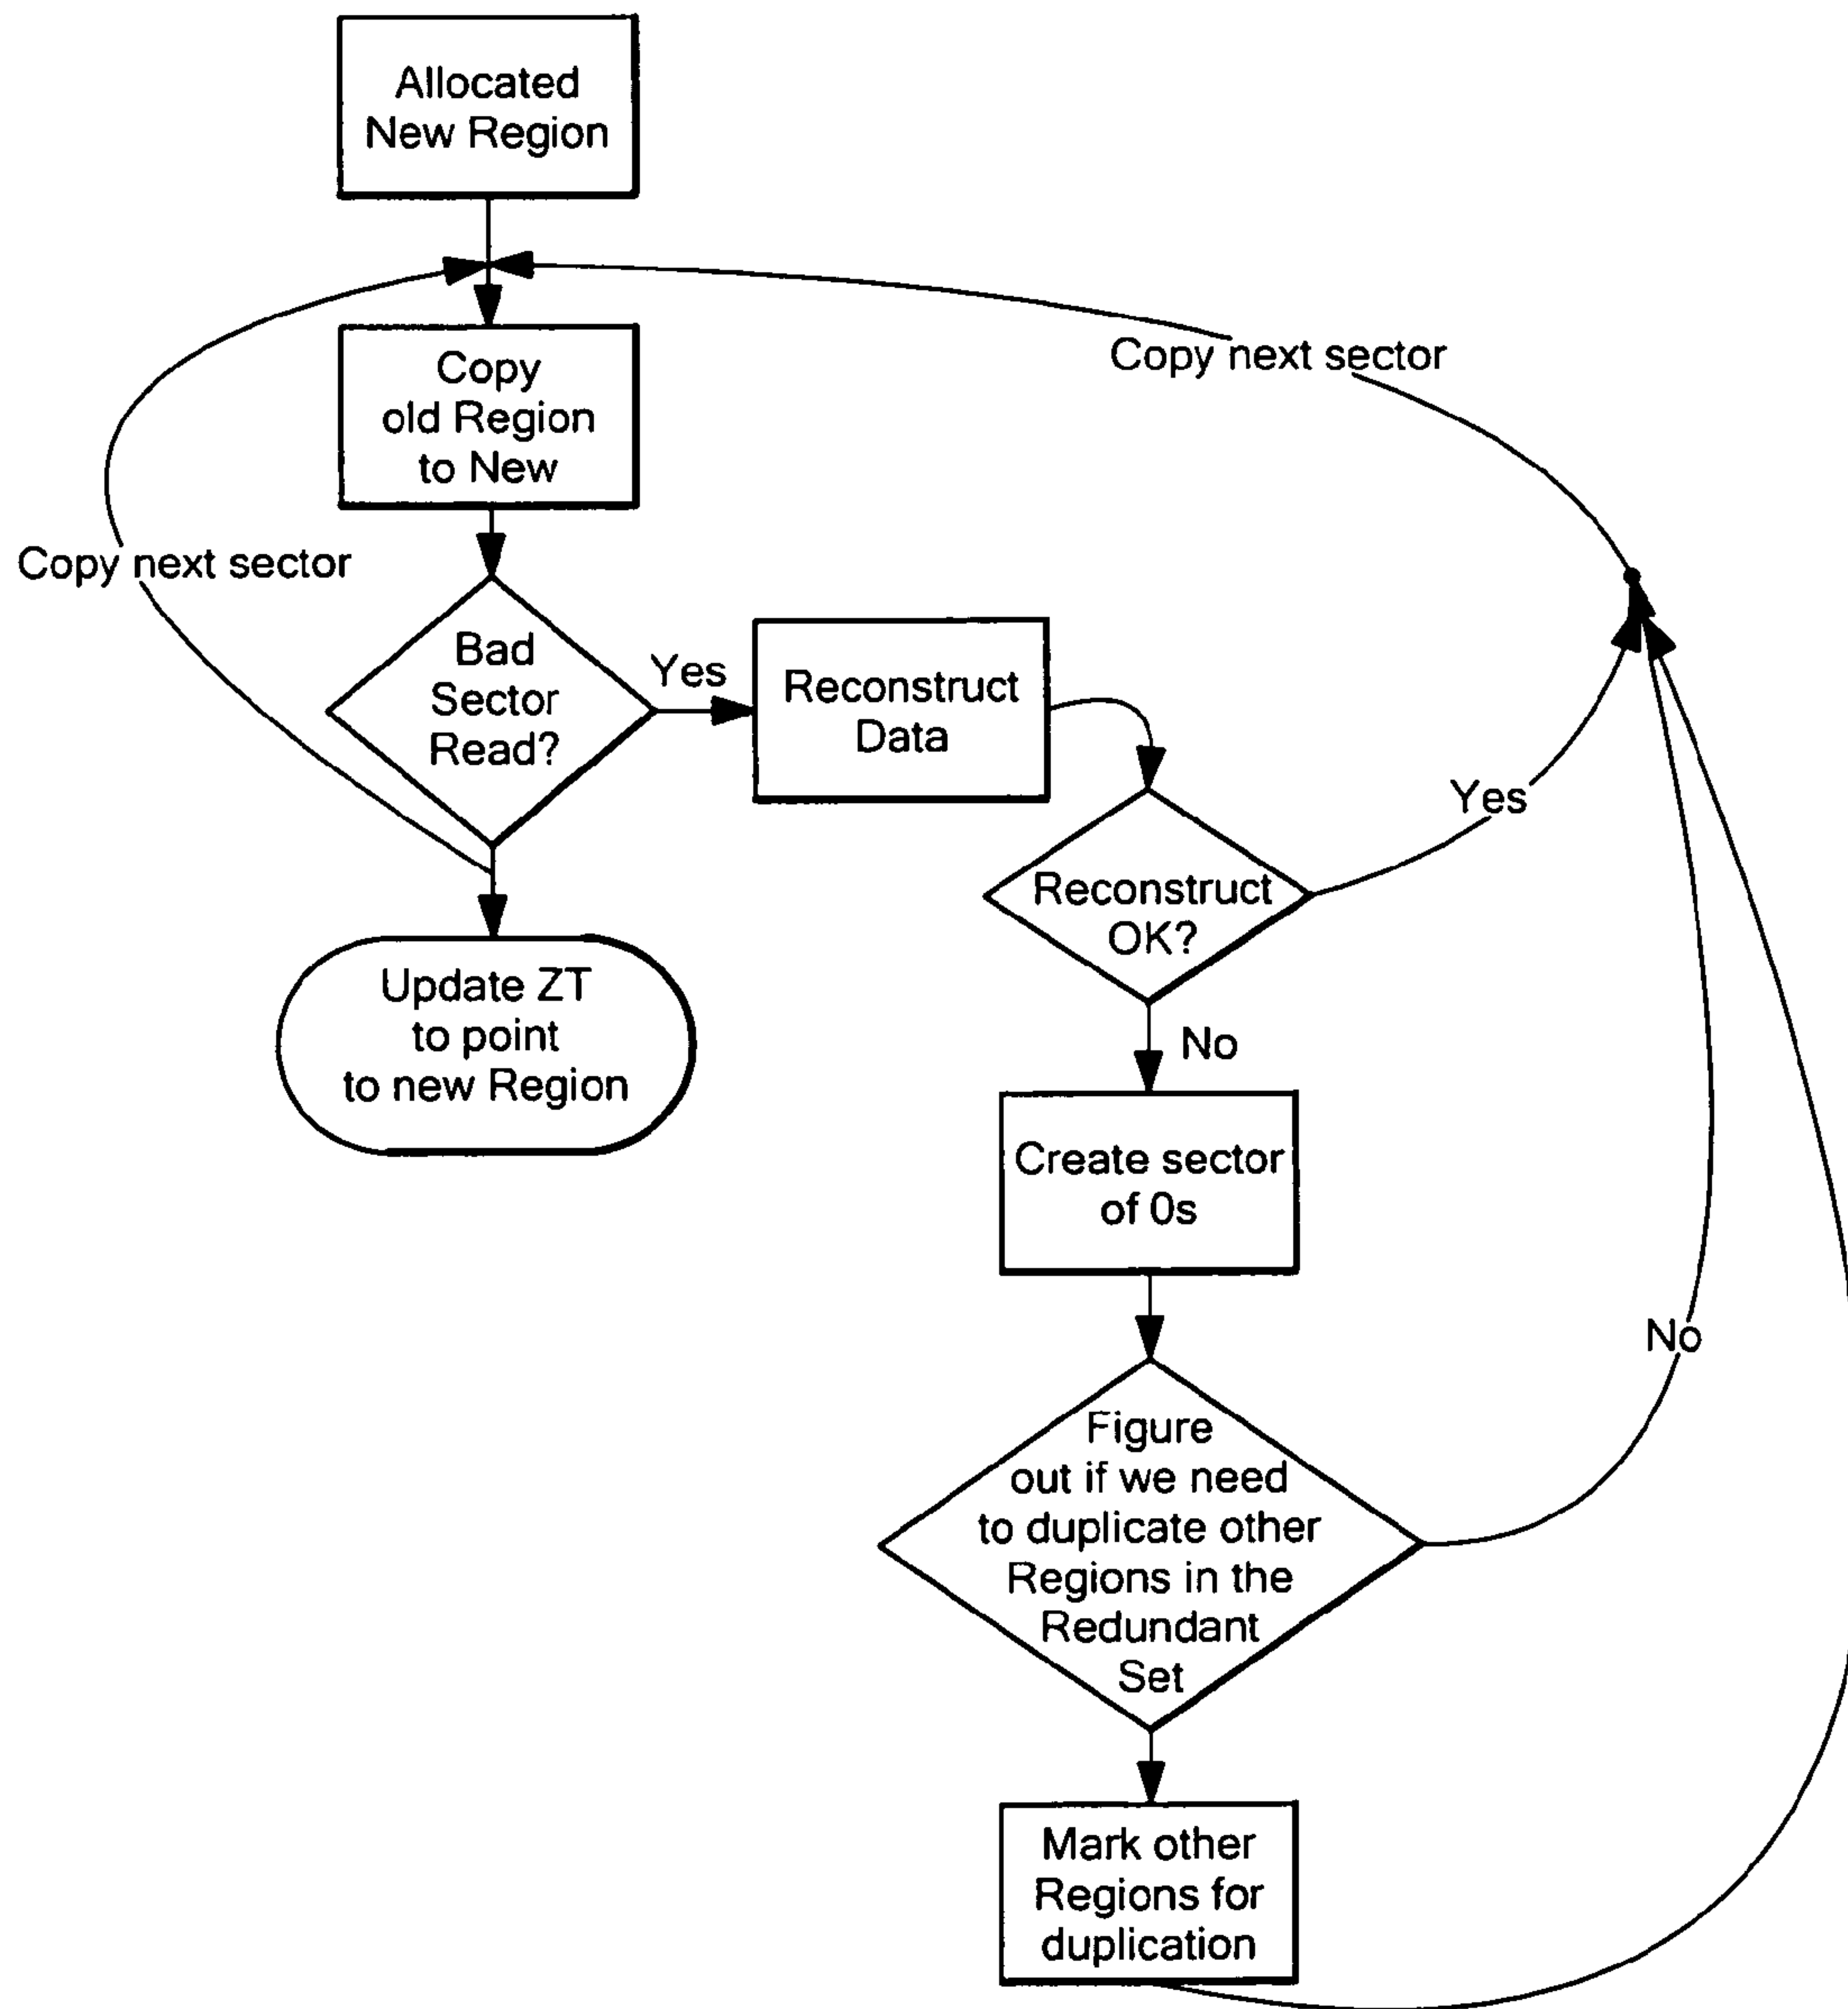 Allocated
New Region
Copy
old Region
to New
Copy next sector
Copy next sector
Bad
Sector
Read?
Yes
Reconstruct
Data
Yes
Reconstruct
OK?
Update ZT
to point
to new Region
No
Create sector
of 0s
No
Figure
out if we need
to duplicate other
Regions in the
Redundant
Set
Mark other
Regions for
duplication